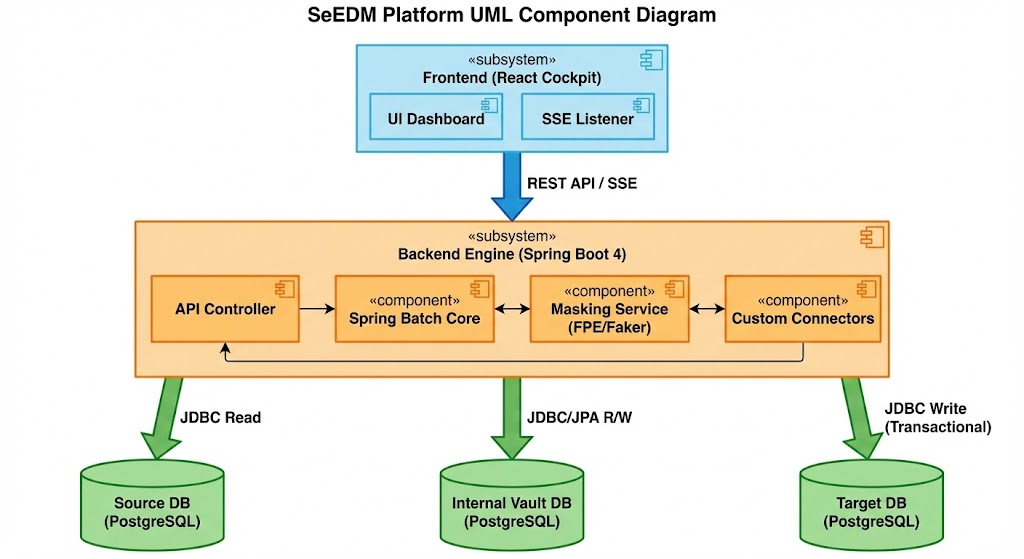 SeEDM Platform UML Component Diagram
«subsystem»
Frontend (React Cockpit)
UI Dashboard
SSE Listener
REST API / SSE
«subsystem»
Backend Engine (Spring Boot 4)
API Controller
«component»
Spring Batch Core
«component»
Masking Service
(FPE/Faker)
«component»
Custom Connectors
JDBC Read
JDBC/JPA R/W
JDBC Write
(Transactional)
Source DB
(PostgreSQL)
Internal Vault DB
(PostgreSQL)
Target DB
(PostgreSQL)